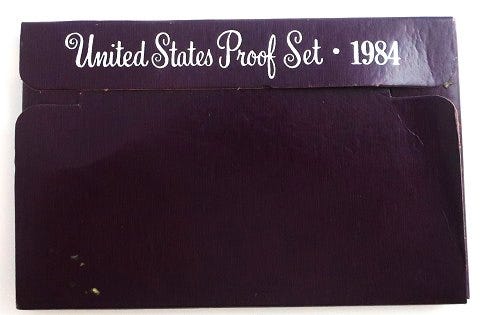 United States Proof Set · 1984